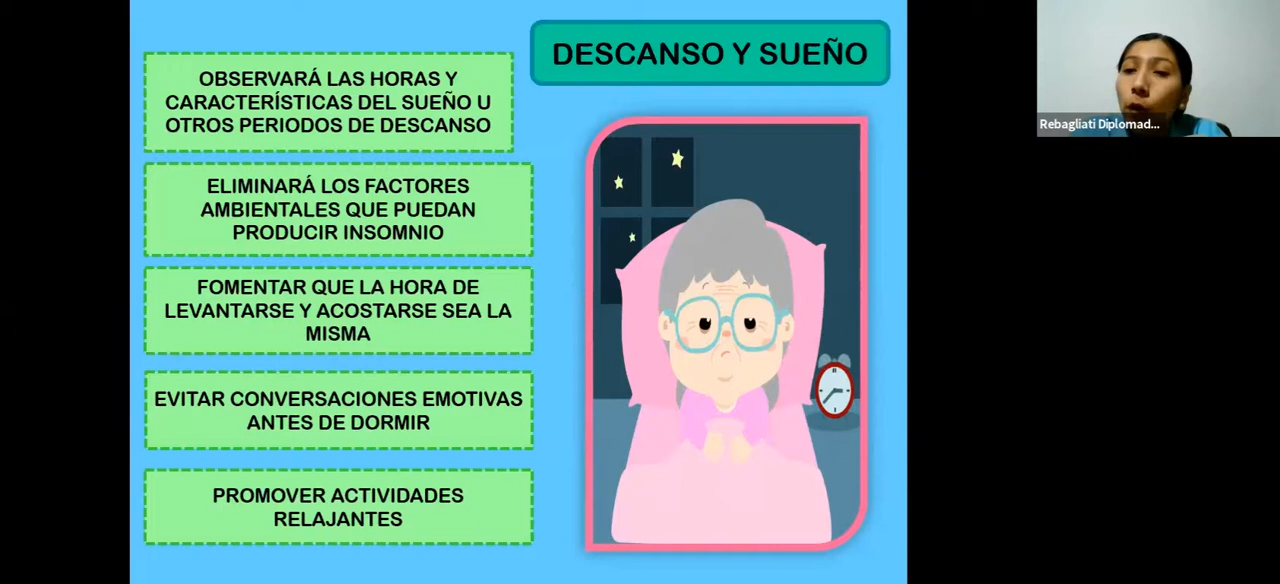 DESCANSO Y SUEÑO
OBSERVARÁ LAS HORAS Y
CARACTERÍSTICAS DEL SUEÑO U
OTROS PERIODOS DE DESCANSO
ELIMINARÁ LOS FACTORES
AMBIENTALES QUE PUEDAN
PRODUCIR INSOMNIO
FOMENTAR QUE LA HORA DE
LEVANTARSE Y ACOSTARSE SEA LA
MISMA
EVITAR CONVERSACIONES EMOTIVAS
ANTES DE DORMIR
PROMOVER ACTIVIDADES
RELAJANTES
Rebagliati Diplomad...